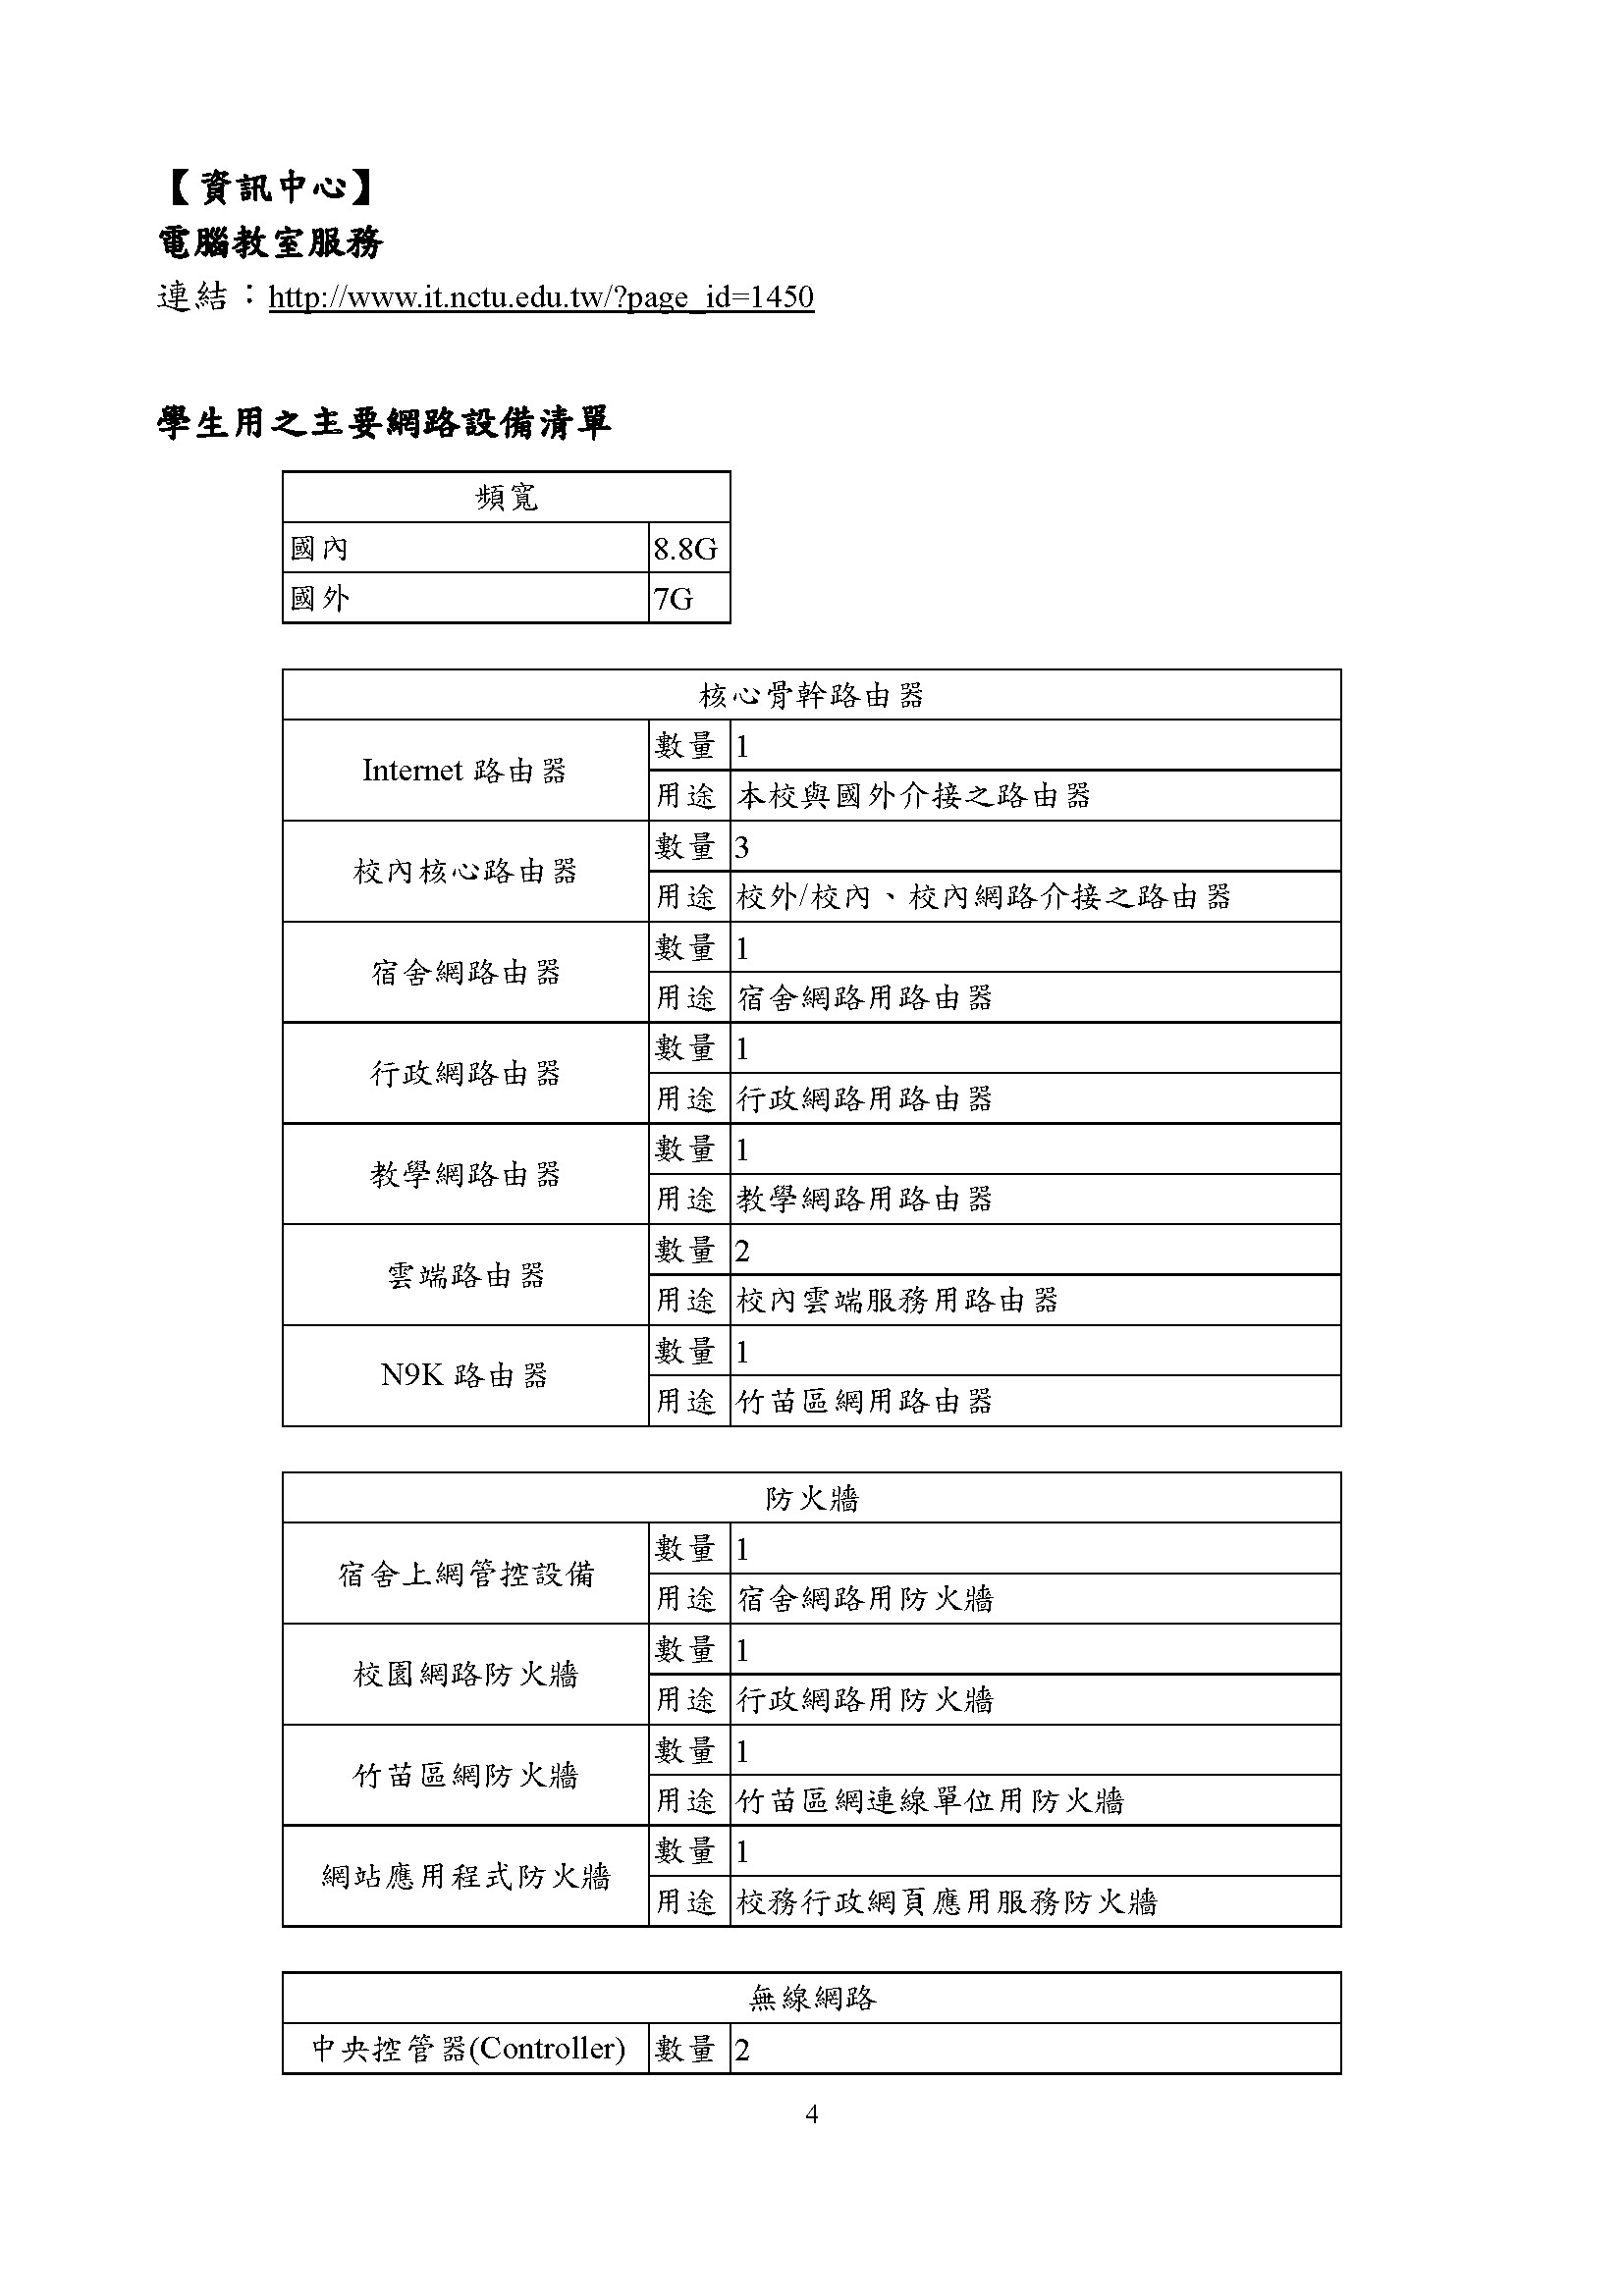 【資訊中心】
電腦教室服務
連結：http://www.it.nctu.edu.tw/?page_id=1450
學生用之主要網路設備清單
頻寬
國內 8.8G
國外 7G
核心骨幹路由器
Internet 路由器
數量 1
用途 本校與國外介接之路由器
校內核心路由器
數量 3
用途 校外/校內、校內網路介接之路由器
宿舍網路由器
數量 1
用途 宿舍網路用路由器
行政網路由器
數量 1
用途 行政網路用路由器
教學網路由器
數量 1
用途 教學網路用路由器
雲端路由器
數量 2
用途 校內雲端服務用路由器
N9K 路由器
數量 1
用途 竹苗區網用路由器
防火牆
宿舍上網管控設備
數量 1
用途 宿舍網路用防火牆
校園網路防火牆
數量 1
用途 行政網路用防火牆
竹苗區網防火牆
數量 1
用途 竹苗區網連線單位用防火牆
網站應用程式防火牆
數量 1
用途 校務行政網頁應用服務防火牆
無線網路
中央控管器(Controller) 數量 2
4